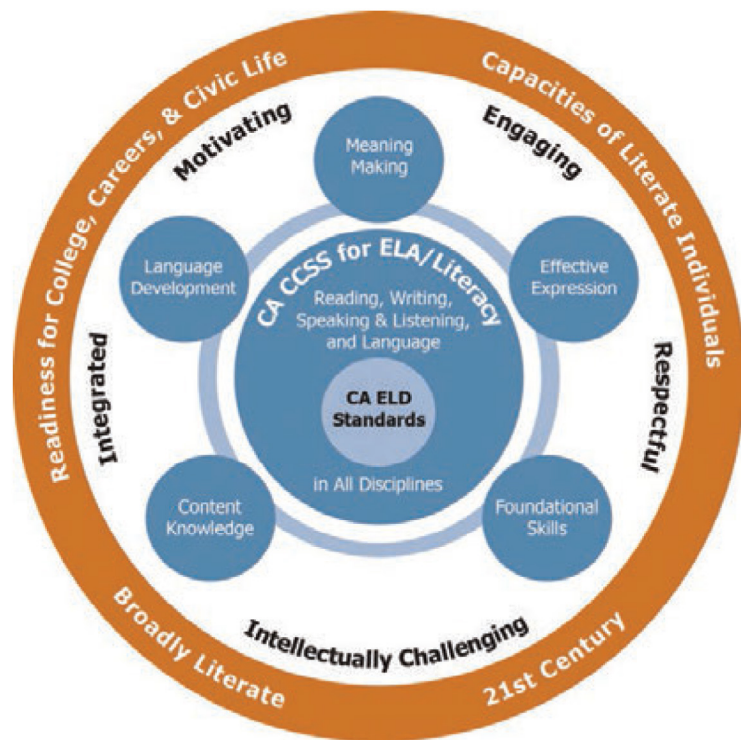 Readiness for College, Careers, & Civic Life
Capacities of Literate Individuals
Motivating
Engaging
Meaning
Making
Language
Development
Effective
Expression
CA CCSS for ELA/Literacy
Reading, Writing,
Speaking & Listening,
and Language
CA ELD
Standards
in All Disciplines
Integrated
Respectful
Content
Knowledge
Foundational
Skills
Intellectually Challenging
Broadly Literate
21st Century